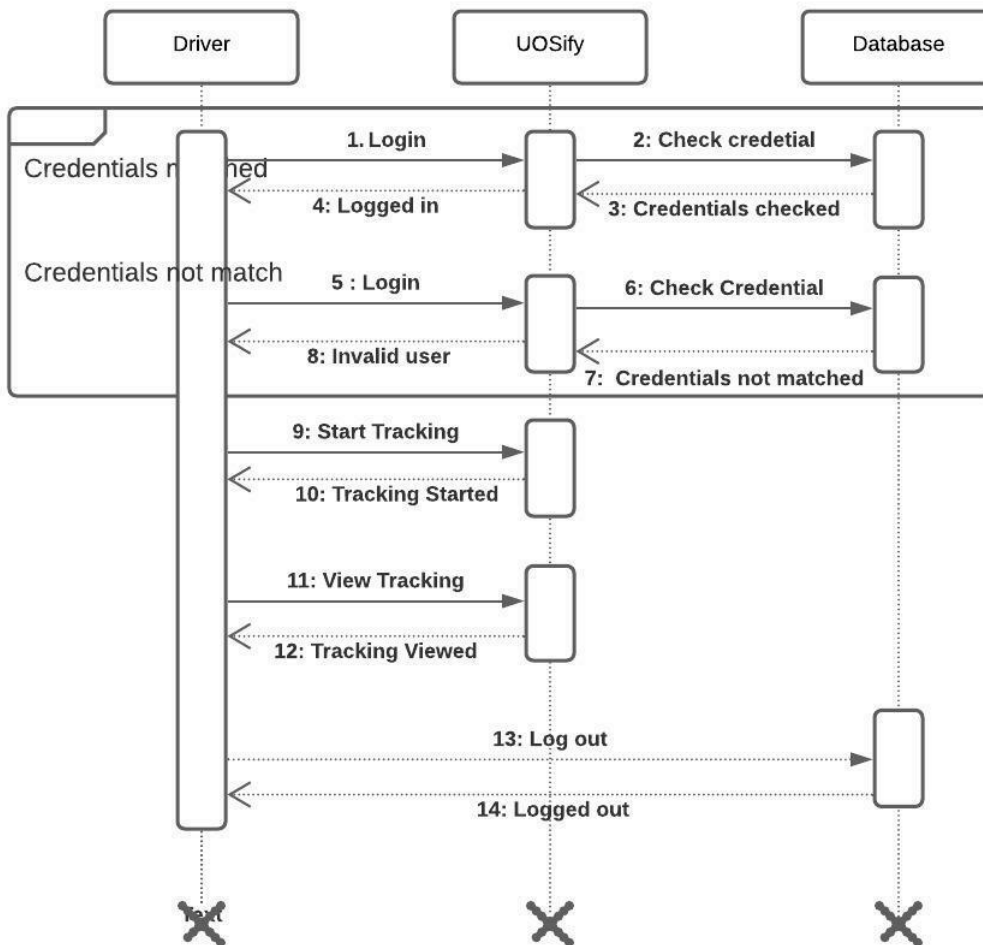 Driver
UOSify
Database
1. Login
2: Check credetial
Credentials
4: Logged in
3: Credentials checked
Credentials not match
5 : Login
6: Check Credential
8: Invalid user
7: Credentials not matched
9: Start Tracking
10: Tracking Started
11: View Tracking
12: Tracking Viewed
13: Log out
14: Logged out
Text